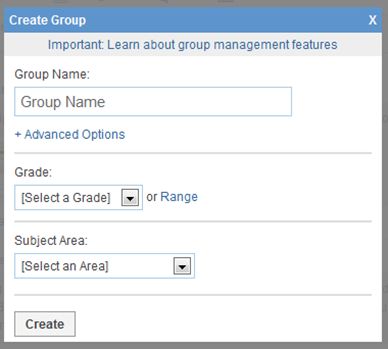 Create Group X
Important: Learn about group management features
Group Name:
Group Name
+ Advanced Options
Grade:
[Select a Grade] or Range
Subject Area:
[Select an Area]
Create